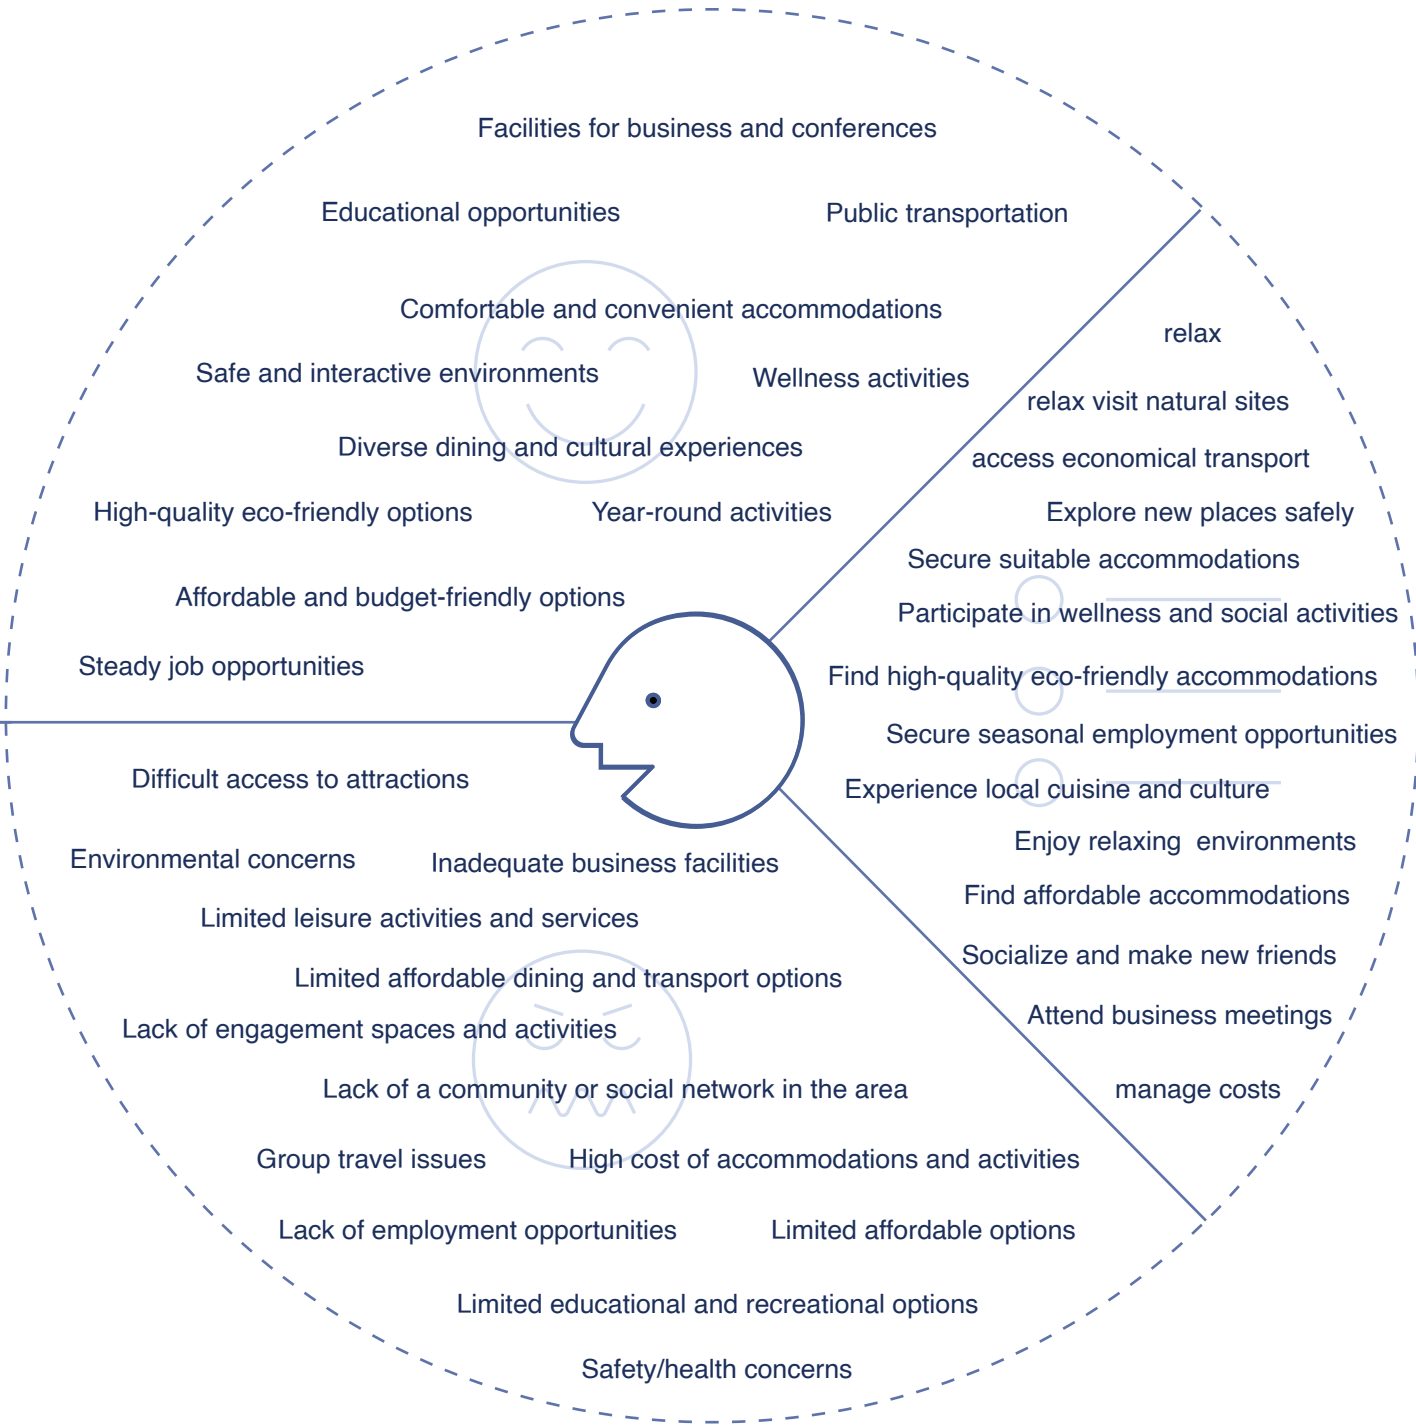 Facilities for business and conferences
Educational opportunities
Public transportation
Comfortable and convenient accommodations
Safe and interactive environments
Wellness activities
Diverse dining and cultural experiences
High-quality eco-friendly options
Year-round activities
Affordable and budget-friendly options
Steady job opportunities
relax
relax visit natural sites
access economical transport
Explore new places safely
Secure suitable accommodations
Participate in wellness and social activities
Find high-quality eco-friendly accommodations
Secure seasonal employment opportunities
Experience local cuisine and culture
Enjoy relaxing  environments
Find affordable accommodations
Socialize and make new friends
Attend business meetings
manage costs
Difficult access to attractions
Environmental concerns
Inadequate business facilities
Limited leisure activities and services
Limited affordable dining and transport options
Lack of engagement spaces and activities
Lack of a community or social network in the area
Group travel issues
High cost of accommodations and activities
Lack of employment opportunities
Limited affordable options
Limited educational and recreational options
Safety/health concerns